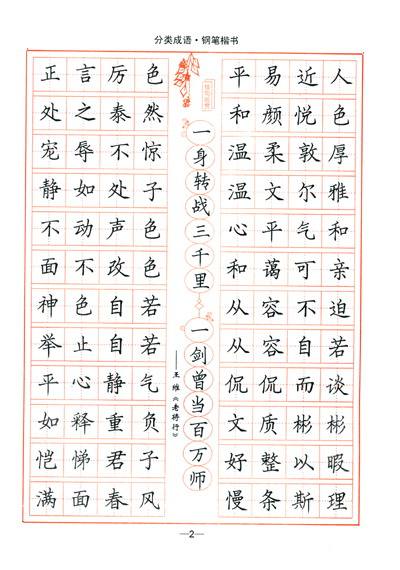 分类成语·钢笔楷书
正言厉色
处之泰然
宠辱不惊
静如处子
不动声色
面不改色
神色自若
举止自若
平心静气
如释重负
恺悌君子
满面春风
一身转战三千里
一剑曾当百万师
——王维《老将行》
平易近人
和颜悦色
温柔敦厚
温文尔雅
心平气和
和蔼可亲
从容不迫
从容自若
侃侃而谈
文质彬彬
好整以暇
慢条斯理
—2—